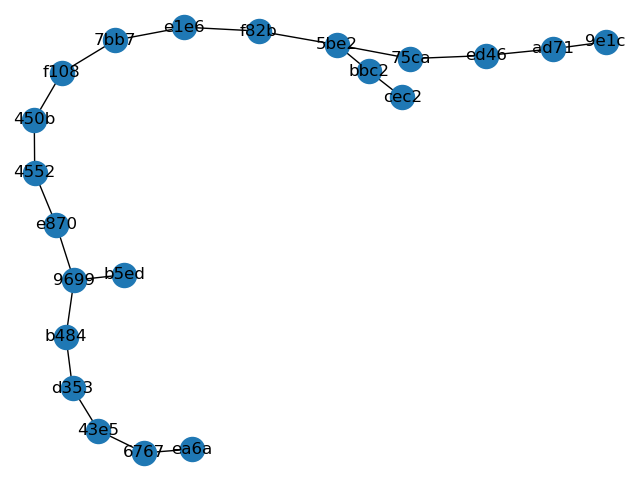 e1e6
f82b
7bb7
5be2
9e1c
ad71
ed46
75ca
f108
bbc2
cec2
450b
4552
e870
b5ed
9699
b484
d353
43e5
ea6a
6767